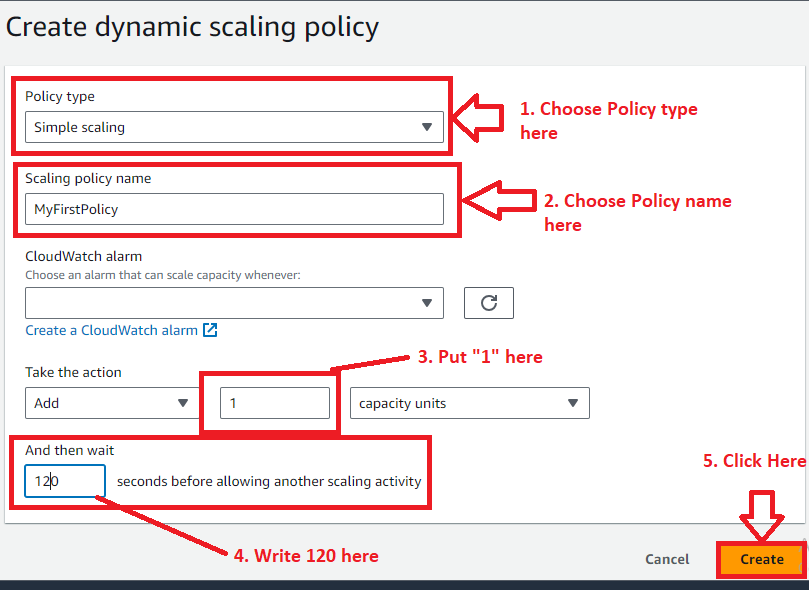 Create dynamic scaling policy
Policy type
Simple scaling
1. Choose Policy type
here
Scaling policy name
MyFirstPolicy
2. Choose Policy name
here
CloudWatch alarm
Choose an alarm that can scale capacity whenever:
Create a CloudWatch alarm
3. Put "1" here
Take the action
Add
1
capacity units
And then wait
120
seconds before allowing another scaling activity
5. Click Here
4. Write 120 here
Cancel
Create